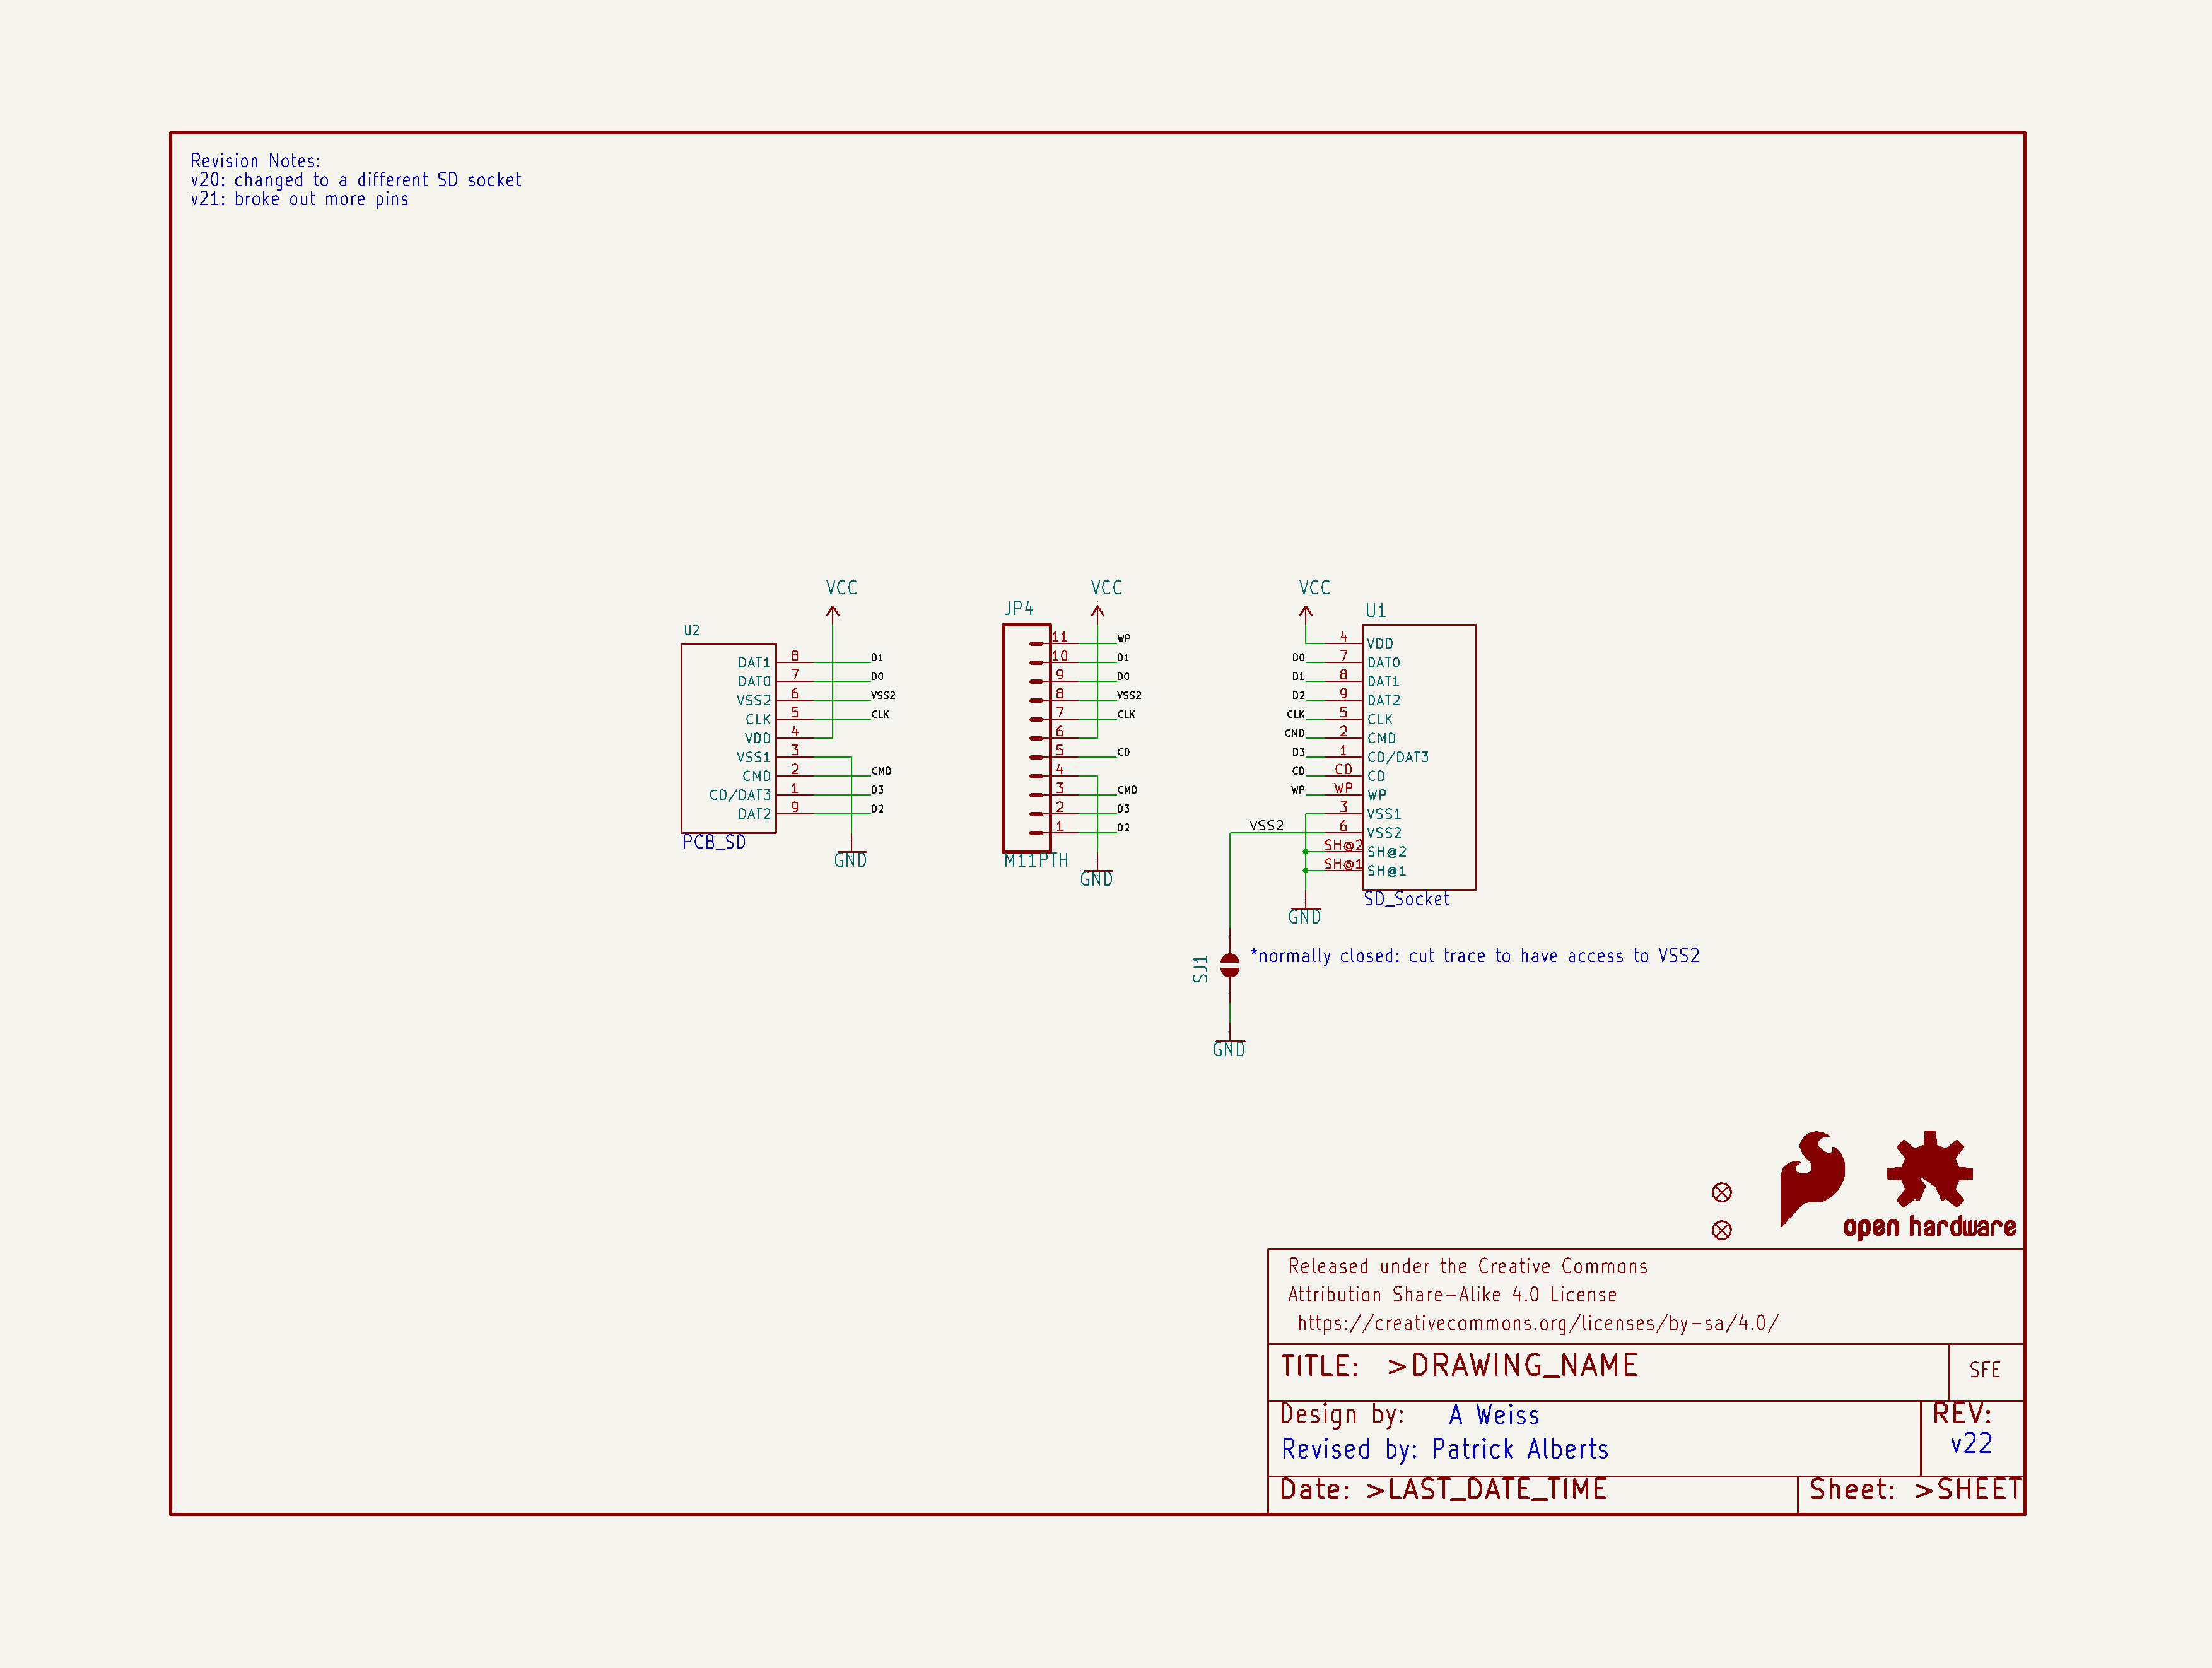 Revision Notes:
v20: changed to a different SD socket
v21: broke out more pins
VCC
U2
DAT1 8 D1
DAT0 7 D0
VSS2 6 VSS2
CLK 5 CLK
VDD 4
VSS1 3
CMD 2 CMD
CD/DAT3 1 D3
DAT2 9 D2
PCB_SD
GND
VCC
JP4
11 WP
10 D1
9 D0
8 VSS2
7 CLK
6
5 CD
4
3 CMD
2 D3
1 D2
M11PTH
GND
VCC
U1
4 VDD
D0 7 DAT0
D1 8 DAT1
D2 9 DAT2
CLK 5 CLK
CMD 2 CMD
D3 1 CD/DAT3
CD CD CD
WP WP WP
3 VSS1
VSS2 6 VSS2
SH@2 SH@2
SH@1 SH@1
SD_Socket
GND
SJ1
*normally closed: cut trace to have access to VSS2
GND
open hardware
Released under the Creative Commons
Attribution Share-Alike 4.0 License
https://creativecommons.org/licenses/by-sa/4.0/
TITLE: >DRAWING_NAME
SFE
Design by: A Weiss
Revised by: Patrick Alberts
REV:
v22
Date: >LAST_DATE_TIME
Sheet: >SHEET